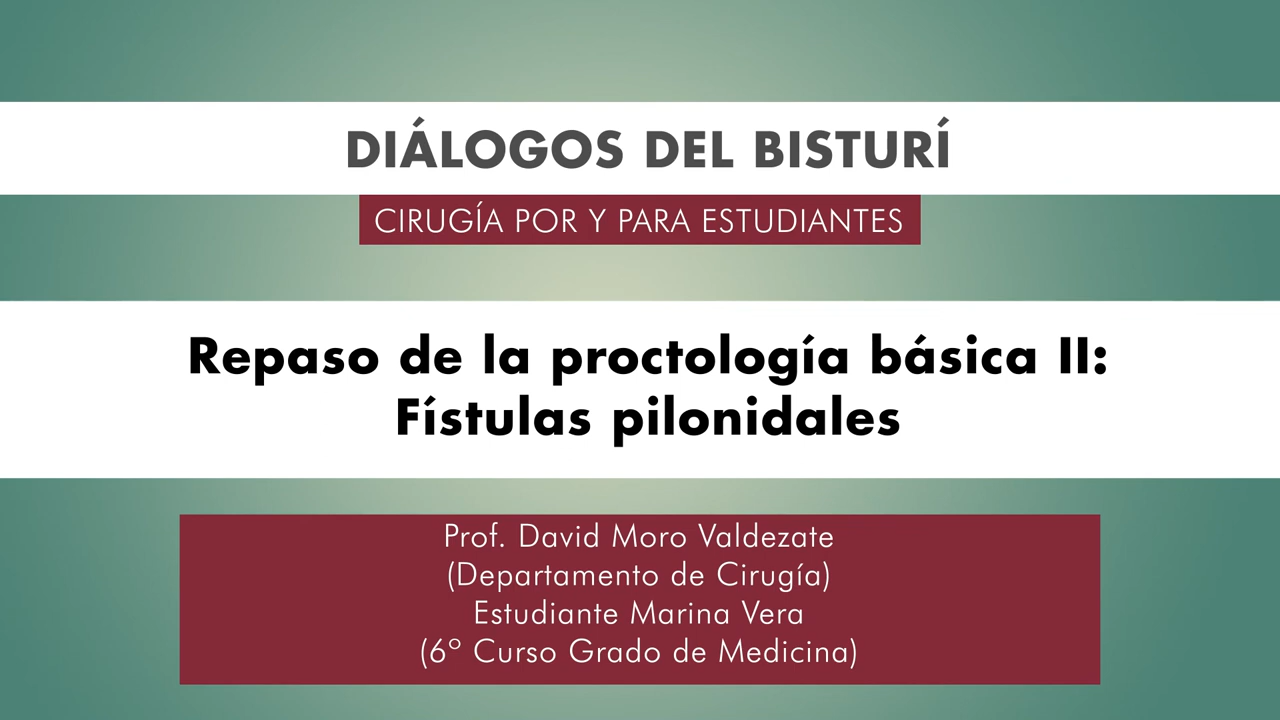 DIÁLOGOS DEL BISTURÍ
CIRUGÍA POR Y PARA ESTUDIANTES
Repaso de la proctología básica II:
Fístulas pilonidales
Prof. David Moro Valdezate
(Departamento de Cirugía)
Estudiante Marina Vera
(6º Curso Grado de Medicina)